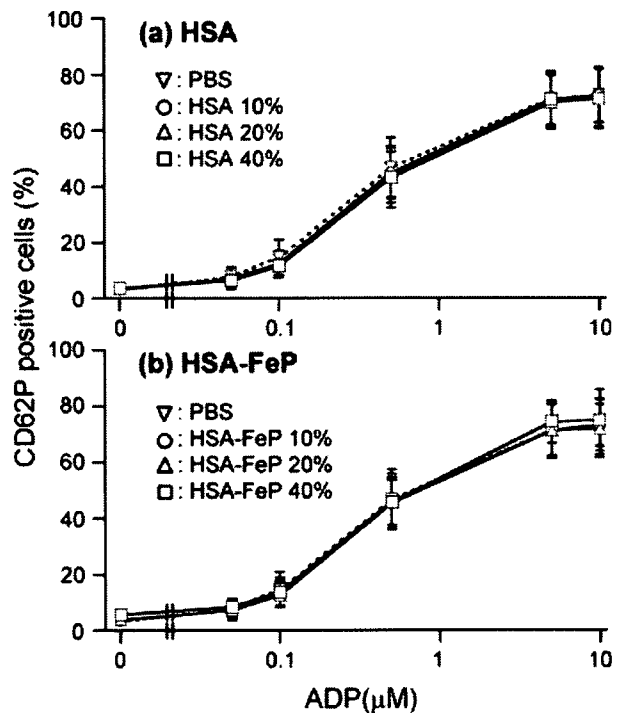 (a) HSA
▽: PBS
○: HSA 10%
△: HSA 20%
□: HSA 40%
100
80
60
40
20
0
0 0.1 1 10
CD62P positive cells (%)
(b) HSA-FeP
▽: PBS
○: HSA-FeP 10%
△: HSA-FeP 20%
□: HSA-FeP 40%
100
80
60
40
20
0
0 0.1 1 10
ADP(μM)